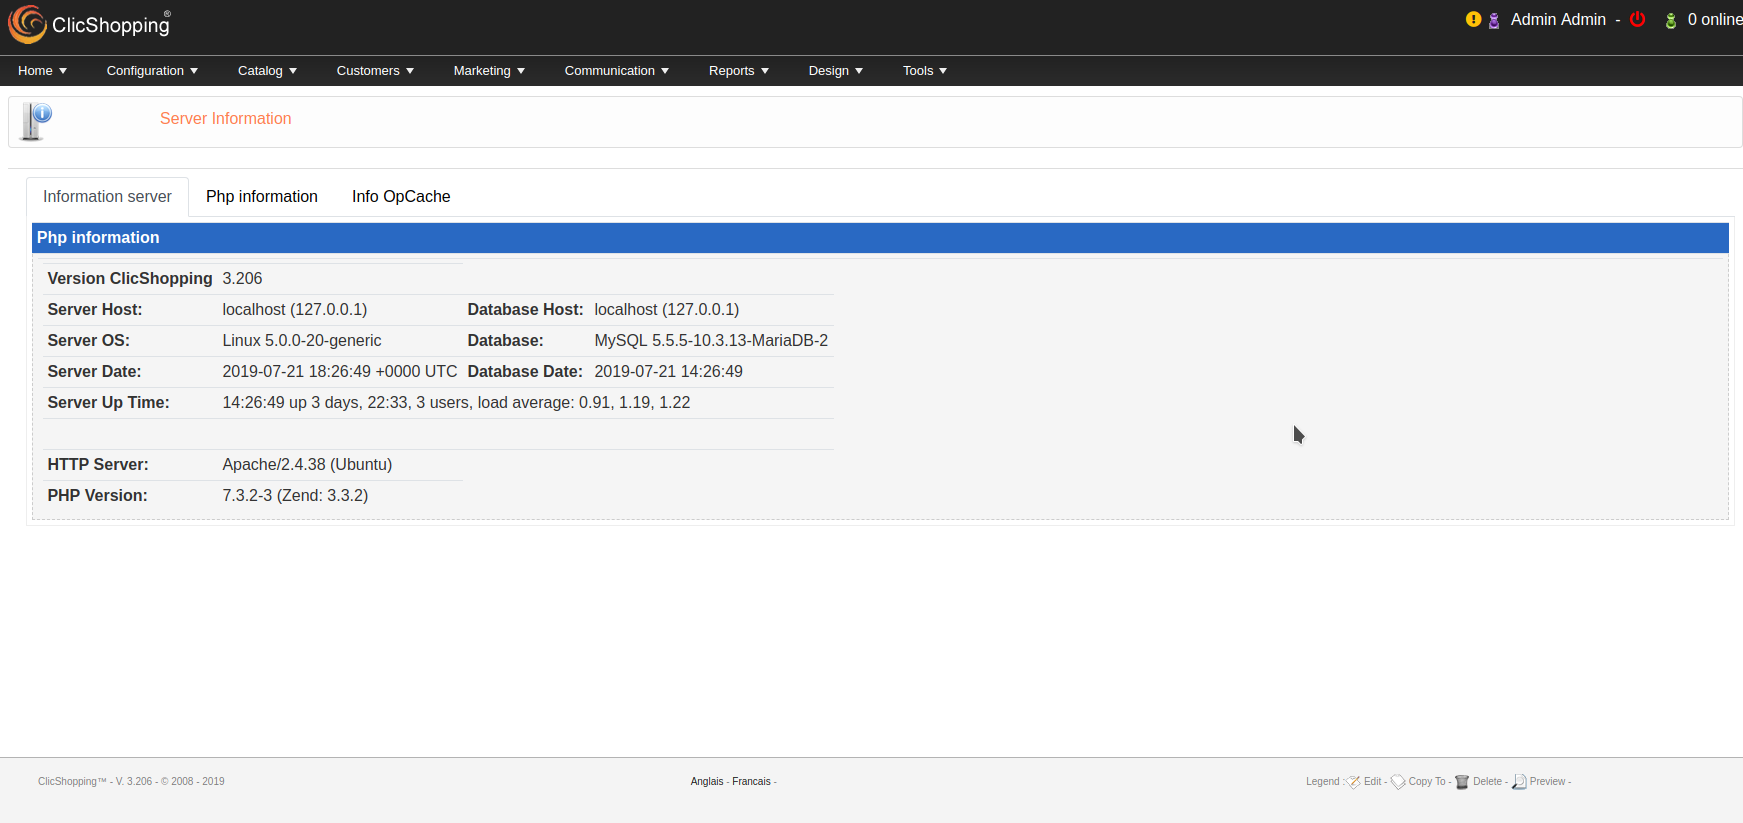 ClicShopping®
Admin Admin - 0 online
Home Configuration Catalog Customers Marketing Communication Reports Design Tools
Server Information
Information server Php information Info OpCache
Php information
Version ClicShopping 3.206
Server Host: localhost (127.0.0.1) Database Host: localhost (127.0.0.1)
Server OS: Linux 5.0.0-20-generic Database: MySQL 5.5.5-10.3.13-MariaDB-2
Server Date: 2019-07-21 18:26:49 +0000 UTC Database Date: 2019-07-21 14:26:49
Server Up Time: 14:26:49 up 3 days, 22:33, 3 users, load average: 0.91, 1.19, 1.22
HTTP Server: Apache/2.4.38 (Ubuntu)
PHP Version: 7.3.2-3 (Zend: 3.3.2)
ClicShopping™ - V. 3.206 - © 2008 - 2019 Anglais - Francais - Legend : Edit - Copy To - Delete - Preview -